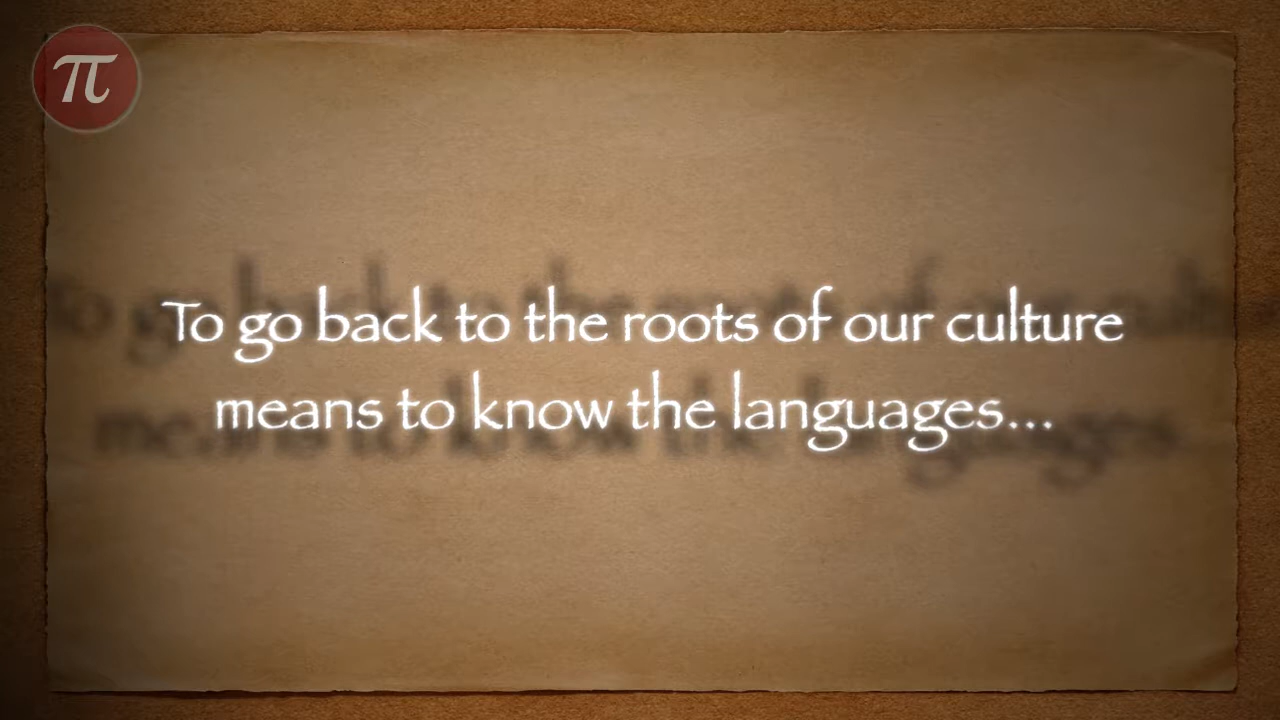 π
To go back to the roots of our culture
means to know the languages...